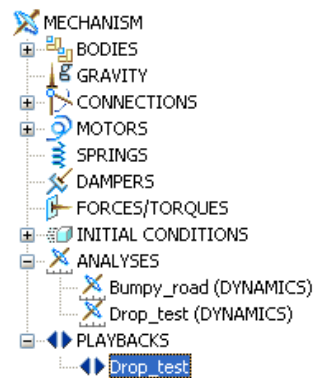 MECHANISM
BODIES
GRAVITY
CONNECTIONS
MOTORS
SPRINGS
DAMPERS
FORCES/TORQUES
INITIAL CONDITIONS
ANALYSES
Bumpy_road (DYNAMICS)
Drop_test (DYNAMICS)
PLAYBACKS
Drop_test